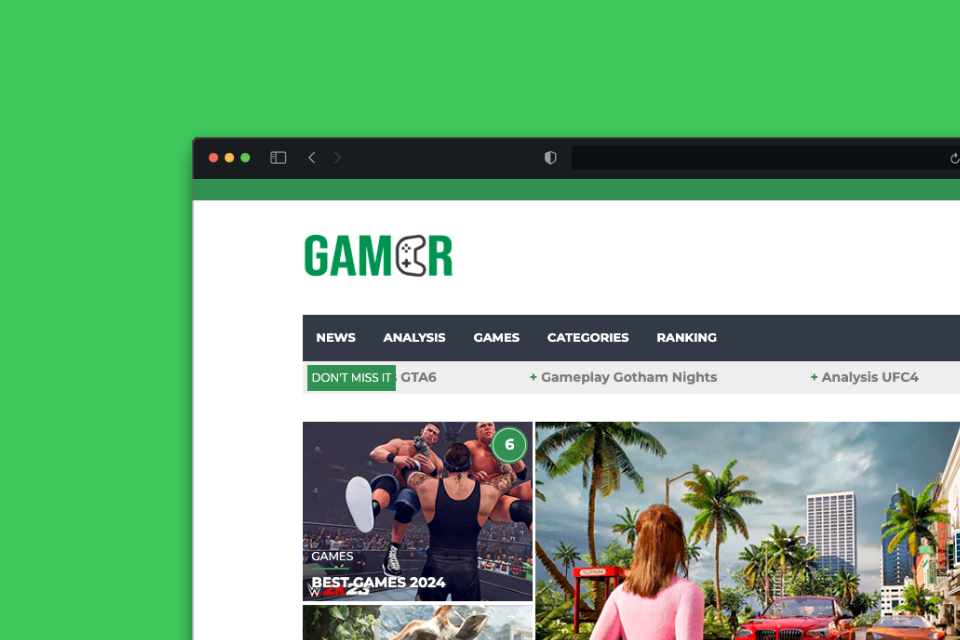 GAMER
NEWS ANALYSIS GAMES CATEGORIES RANKING
DON'T MISS IT GTA6 + Gameplay Gotham Nights + Analysis UFC4
6
GAMES
BEST GAMES 2024
W 2K23